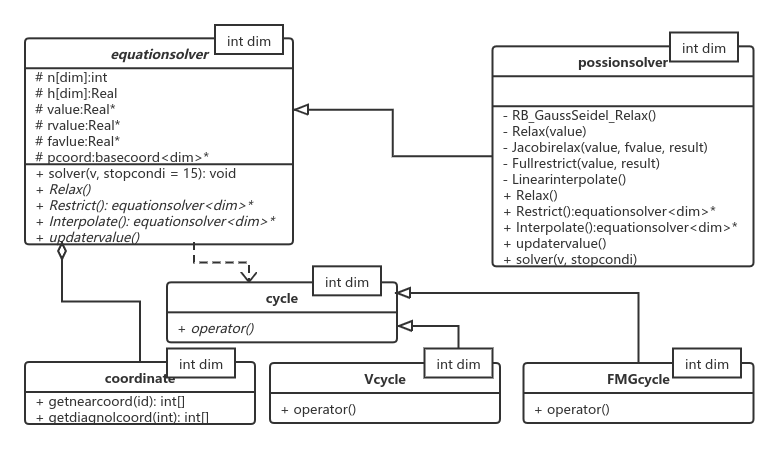 int dim
equationsolver
# n[dim]:int
# h[dim]:Real
# value:Real*
# rvalue:Real*
# favlue:Real*
# pcoord:basecoord<dim>*
+ solver(v, stopcondi = 15): void
+ Relax()
+ Restrict(): equationsolver<dim>*
+ Interpolate(): equationsolver<dim>*
+ updatervalue()
int dim
possionsolver
- RB_GaussSeidel_Relax()
- Relax(value)
- Jacobirelax(value, fvalue, result)
- Fullrestrict(value, result)
- Linearinterpolate()
+ Relax()
+ Restrict():equationsolver<dim>*
+ Interpolate():equationsolver<dim>*
+ updatervalue()
+ solver(v, stopcondi)
int dim
cycle
+ operator()
int dim
coordinate
+ getnearcoord(id): int[]
+ getdiagnolcoord(int): int[]
int dim
Vcycle
+ operator()
int dim
FMGcycle
+ operator()